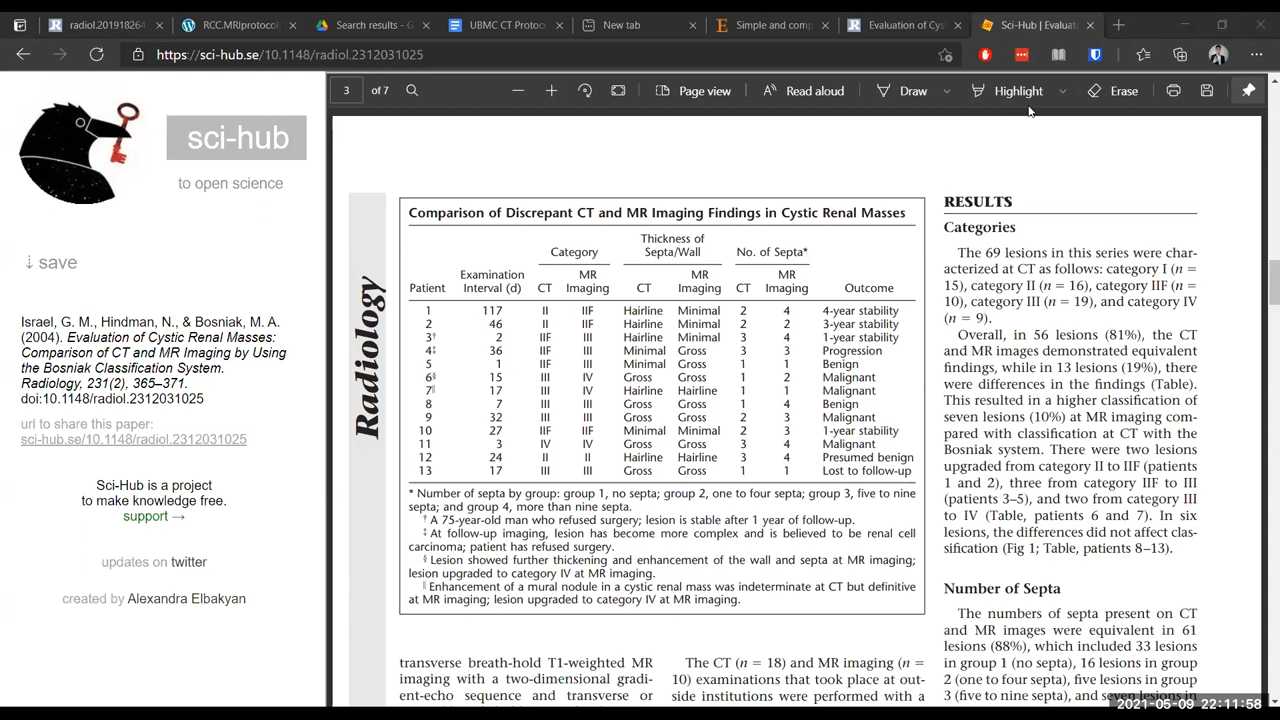 radiol.201918264
RCC.MRIprotocol
Search results - G
UBMC CT Protoc
New tab
Simple and comp
Evaluation of Cys
Sci-Hub | Evaluat
https://sci-hub.se/10.1148/radiol.2312031025
3 of 7
Page view
Read aloud
Draw
Highlight
Erase
sci-hub
to open science
↓ save
Israel, G. M., Hindman, N., & Bosniak, M. A.
(2004). Evaluation of Cystic Renal Masses:
Comparison of CT and MR Imaging by Using
the Bosniak Classification System.
Radiology, 231(2), 365–371.
doi:10.1148/radiol.2312031025
url to share this paper:
sci-hub.se/10.1148/radiol.2312031025
Sci-Hub is a project
to make knowledge free.
support →
updates on twitter
created by Alexandra Elbakyan
Radiology
Comparison of Discrepant CT and MR Imaging Findings in Cystic Renal Masses
Category
Thickness of
Septa/Wall
No. of Septa*
Patient
Examination
Interval (d)
CT
MR
Imaging
CT
MR
Imaging
CT
MR
Imaging
Outcome
1 117 II IIF Hairline Minimal 2 4 4-year stability
2 46 II IIF Hairline Minimal 2 2 3-year stability
3† 2 IIF III Hairline Minimal 3 4 1-year stability
4‡ 36 IIF III Minimal Gross 3 3 Progression
5 1 IIF III Minimal Gross 1 1 Benign
6§ 15 III IV Gross Gross 1 2 Malignant
7‖ 17 III IV Hairline Hairline 1 1 Malignant
8 7 III III Gross Gross 1 4 Benign
9 32 III III Gross Gross 2 3 Malignant
10 27 IIF IIF Minimal Minimal 2 3 1-year stability
11 3 IV IV Gross Gross 3 4 Malignant
12 24 II II Hairline Hairline 3 4 Presumed benign
13 17 III III Gross Gross 1 1 Lost to follow-up
* Number of septa by group: group 1, no septa; group 2, one to four septa; group 3, five to nine
septa; and group 4, more than nine septa.
† A 75-year-old man who refused surgery; lesion is stable after 1 year of follow-up.
‡ At follow-up imaging, lesion has become more complex and is believed to be renal cell
carcinoma; patient has refused surgery.
§ Lesion showed further thickening and enhancement of the wall and septa at MR imaging;
lesion upgraded to category IV at MR imaging.
‖ Enhancement of a mural nodule in a cystic renal mass was indeterminate at CT but definitive
at MR imaging; lesion upgraded to category IV at MR imaging.
transverse breath-hold T1-weighted MR
imaging with a two-dimensional gradi-
ent-echo sequence and transverse or
The CT (n = 18) and MR imaging (n =
10) examinations that took place at out-
side institutions were performed with a
RESULTS
Categories
The 69 lesions in this series were char-
acterized at CT as follows: category I (n =
15), category II (n = 16), category IIF (n =
10), category III (n = 19), and category IV
(n = 9).
Overall, in 56 lesions (81%), the CT
and MR images demonstrated equivalent
findings, while in 13 lesions (19%), there
were differences in the findings (Table).
This resulted in a higher classification of
seven lesions (10%) at MR imaging com-
pared with classification at CT with the
Bosniak system. There were two lesions
upgraded from category II to IIF (patients
1 and 2), three from category IIF to III
(patients 3–5), and two from category III
to IV (Table, patients 6 and 7). In six
lesions, the differences did not affect clas-
sification (Fig 1; Table, patients 8–13).
Number of Septa
The numbers of septa present on CT
and MR images were equivalent in 61
lesions (88%), which included 33 lesions
in group 1 (no septa), 16 lesions in group
2 (one to four septa), five lesions in group
3 (five to nine septa), and seven lesions in
2021-05-09 22:11:58